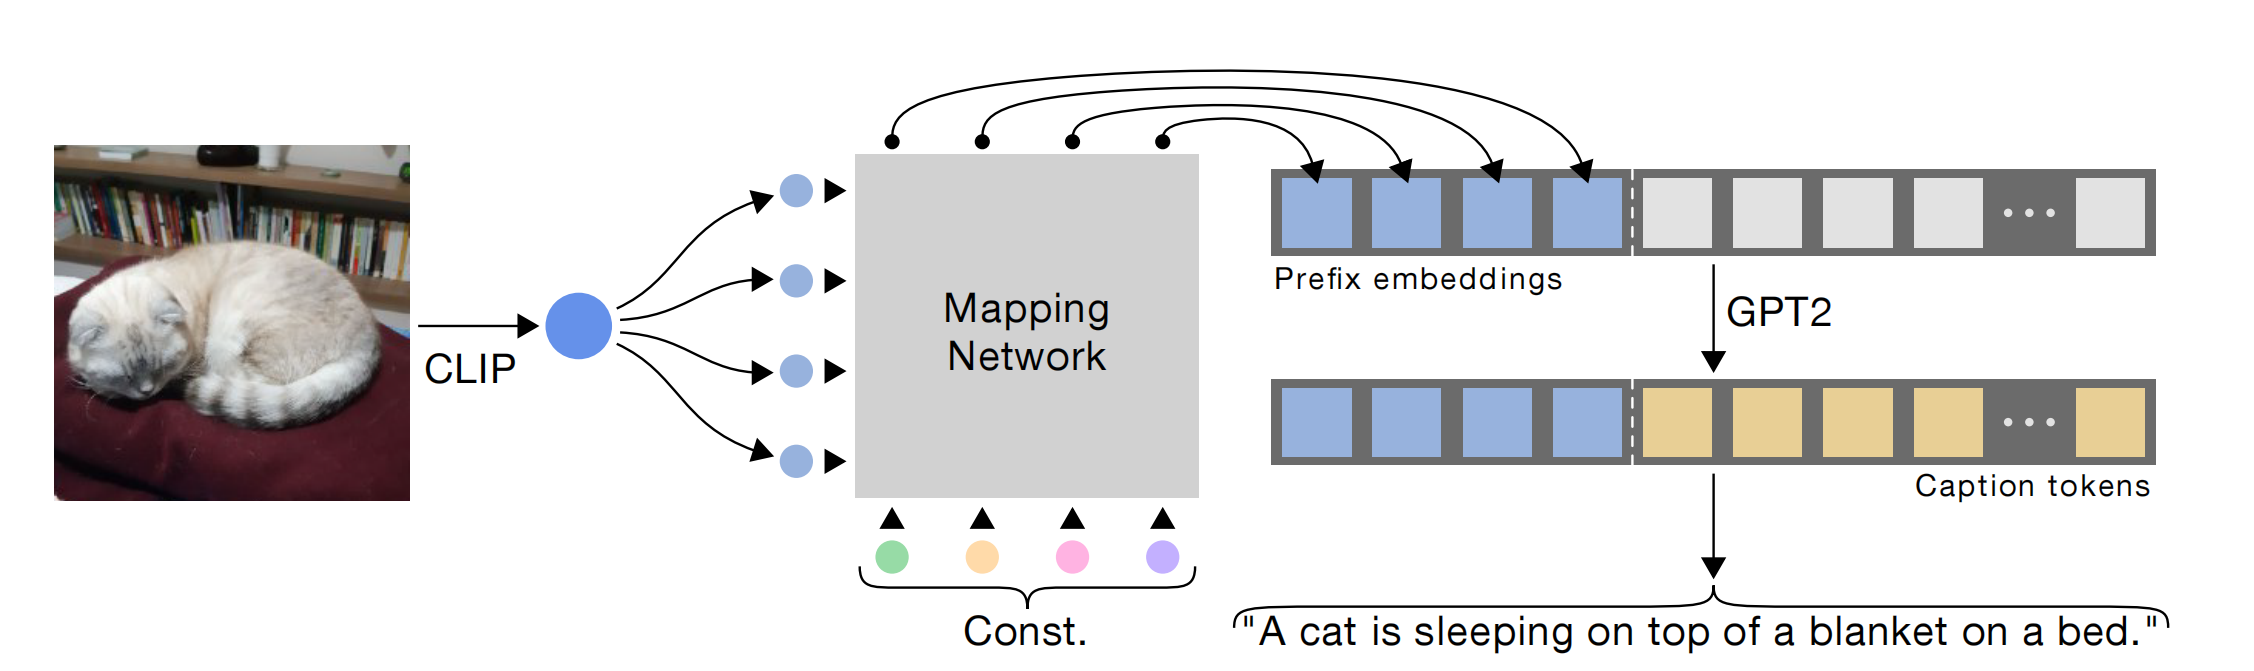 CLIP
Mapping
Network
Const.
Prefix embeddings
GPT2
Caption tokens
"A cat is sleeping on top of a blanket on a bed."